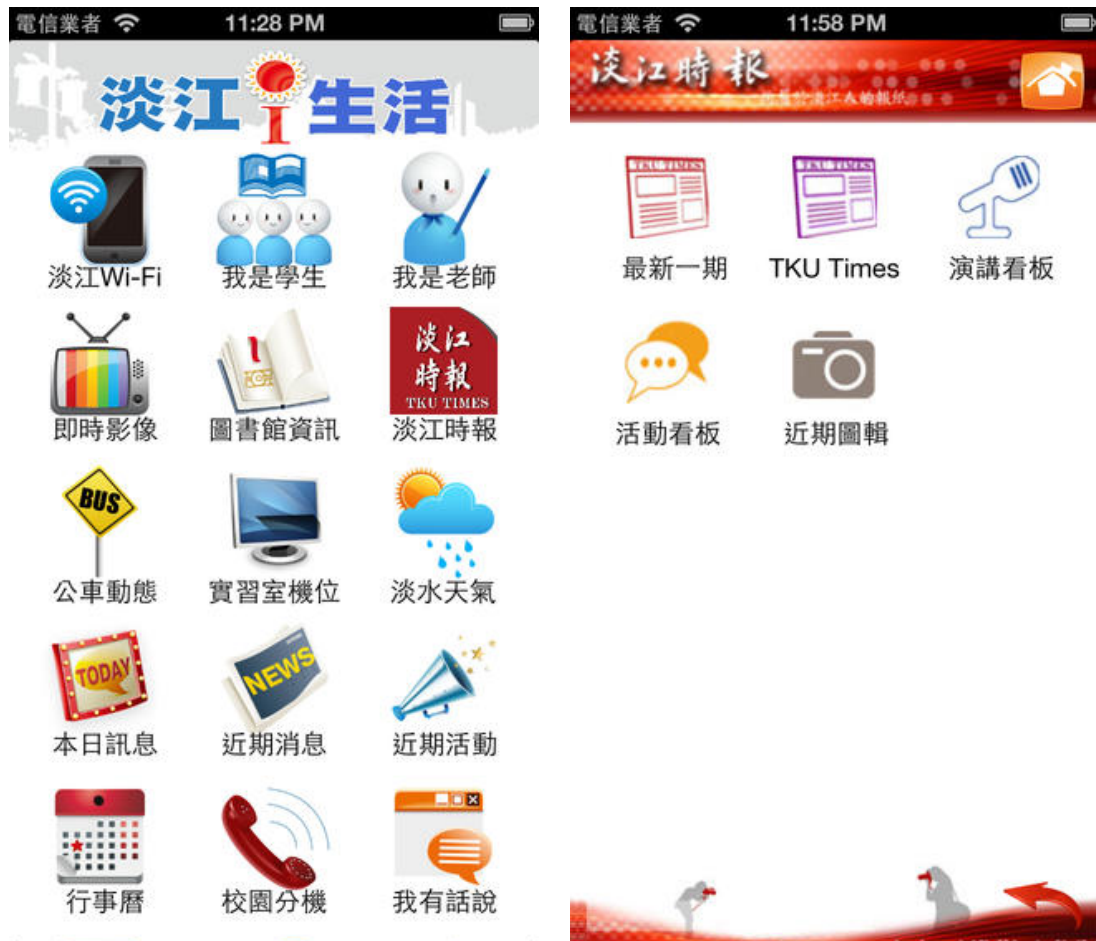 電信業者 11:28 PM
淡江i生活
淡江Wi-Fi 我是學生 我是老師
淡江
時報
TKU TIMES
即時影像 圖書館資訊 淡江時報
BUS
公車動態 實習室機位 淡水天氣
TODAY NEWS
本日訊息 近期消息 近期活動
行事曆 校園分機 我有話說
電信業者 11:58 PM
淡江時報
TKU TIMES TKU TIMES
最新一期 TKU Times 演講看板
活動看板 近期圖輯